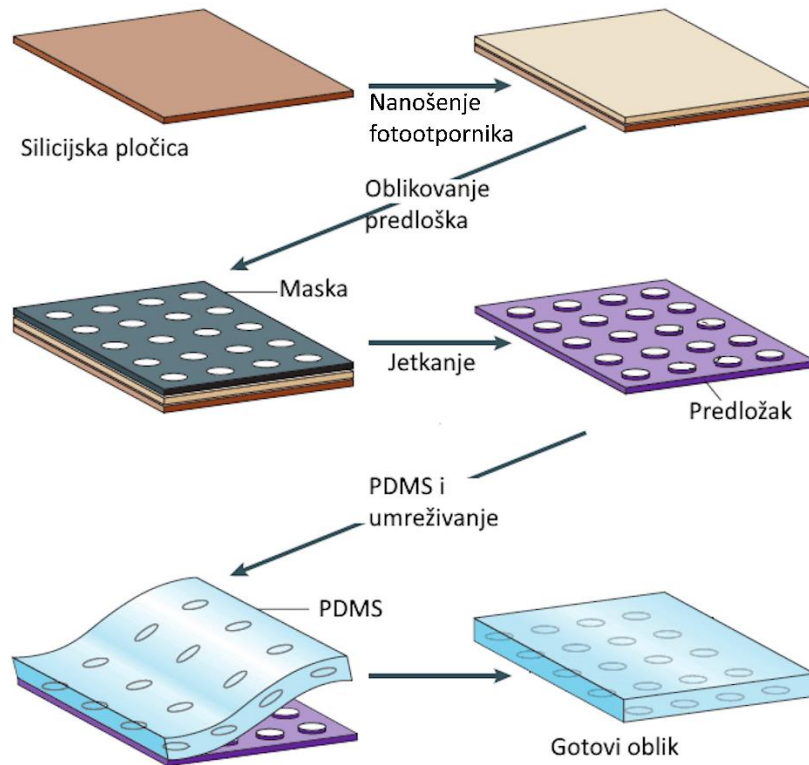 Silicijska pločica
Nanošenje
fotootpornika
Oblikovanje
predloška
Maska
Jetkanje
Predložak
PDMS i
umreživanje
PDMS
Gotovi oblik